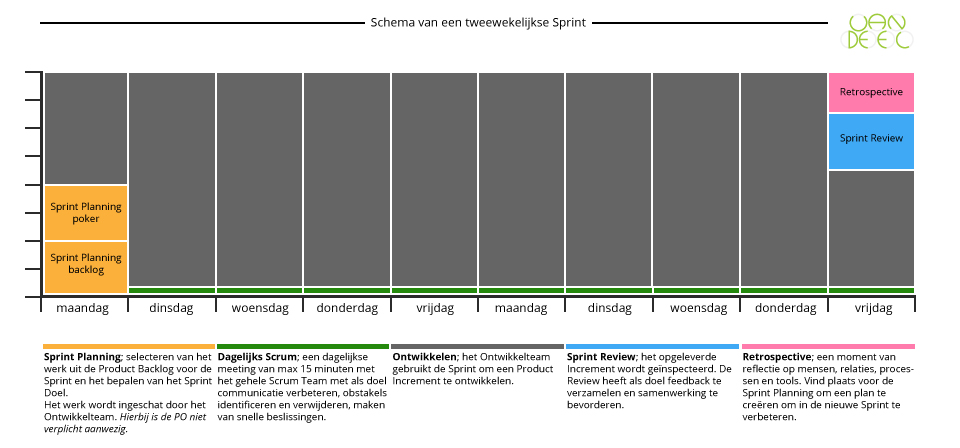 Schema van een tweewekelijkse Sprint
VAN
DEEL
Retrospective
Sprint Review
Sprint Planning
poker
Sprint Planning
backlog
maandag dinsdag woensdag donderdag vrijdag maandag dinsdag woensdag donderdag vrijdag
Sprint Planning; selecteren van het
werk uit de Product Backlog voor de
Sprint en het bepalen van het Sprint
Doel.
Het werk wordt ingeschat door het
Ontwikkelteam. Hierbij is de PO niet
verplicht aanwezig.
Dagelijks Scrum; een dagelijkse
meeting van max 15 minuten met
het gehele Scrum Team met als doel
communicatie verbeteren, obstakels
identificeren en verwijderen, maken
van snelle beslissingen.
Ontwikkelen; het Ontwikkelteam
gebruikt de Sprint om een Product
Increment te ontwikkelen.
Sprint Review; het opgeleverde
Increment wordt geïnspecteerd. De
Review heeft als doel feedback te
verzamelen en samenwerking te
bevorderen.
Retrospective; een moment van
reflectie op mensen, relaties, proces-
sen en tools. Vind plaats voor de
Sprint Planning om een plan te
creëren om in de nieuwe Sprint te
verbeteren.